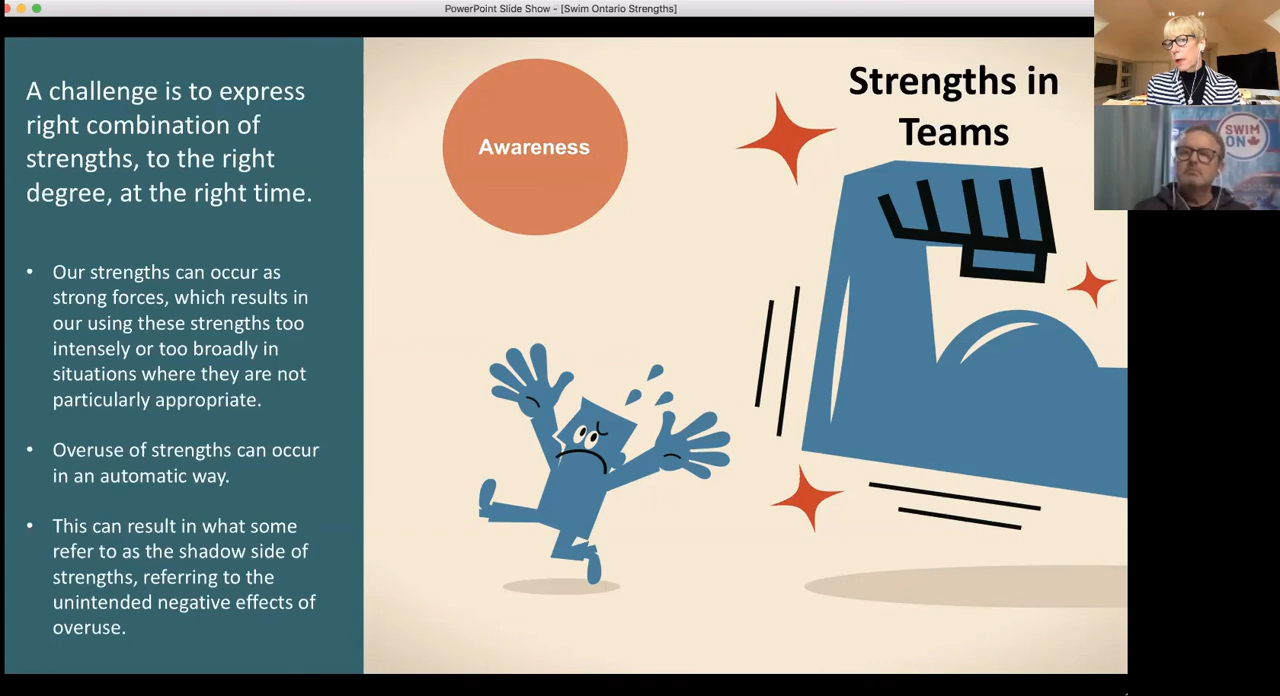 PowerPoint Slide Show - [Swim Ontario Strengths]
A challenge is to express
right combination of
strengths, to the right
degree, at the right time.
• Our strengths can occur as
strong forces, which results in
our using these strengths too
intensely or too broadly in
situations where they are not
particularly appropriate.
• Overuse of strengths can occur
in an automatic way.
• This can result in what some
refer to as the shadow side of
strengths, referring to the
unintended negative effects of
overuse.
Awareness
Strengths in
Teams
SWIM
ON